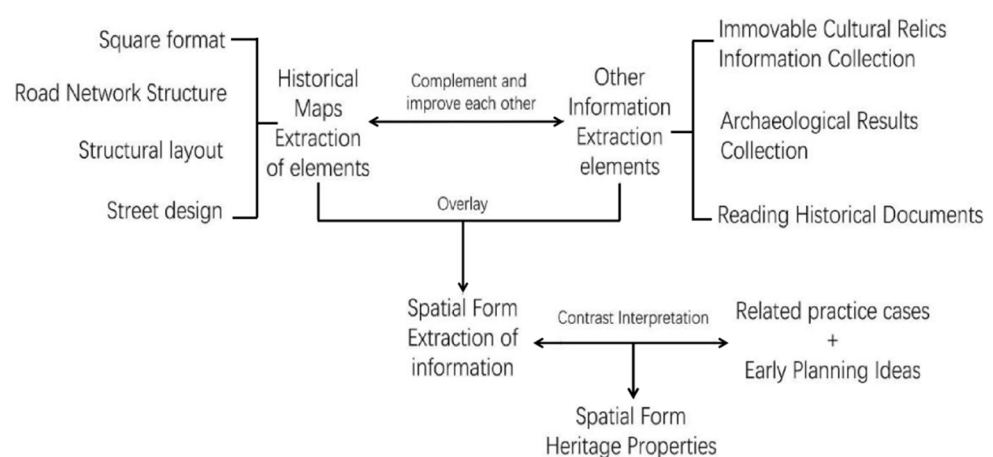 Square format
Road Network Structure
Structural layout
Street design
Historical
Maps
Extraction
of elements
Complement and
improve each other
Other
Information
Extraction
elements
Immovable Cultural Relics
Information Collection
Archaeological Results
Collection
Reading Historical Documents
Overlay
Spatial Form
Extraction of
information
Contrast Interpretation
Related practice cases
+
Early Planning Ideas
Spatial Form
Heritage Properties